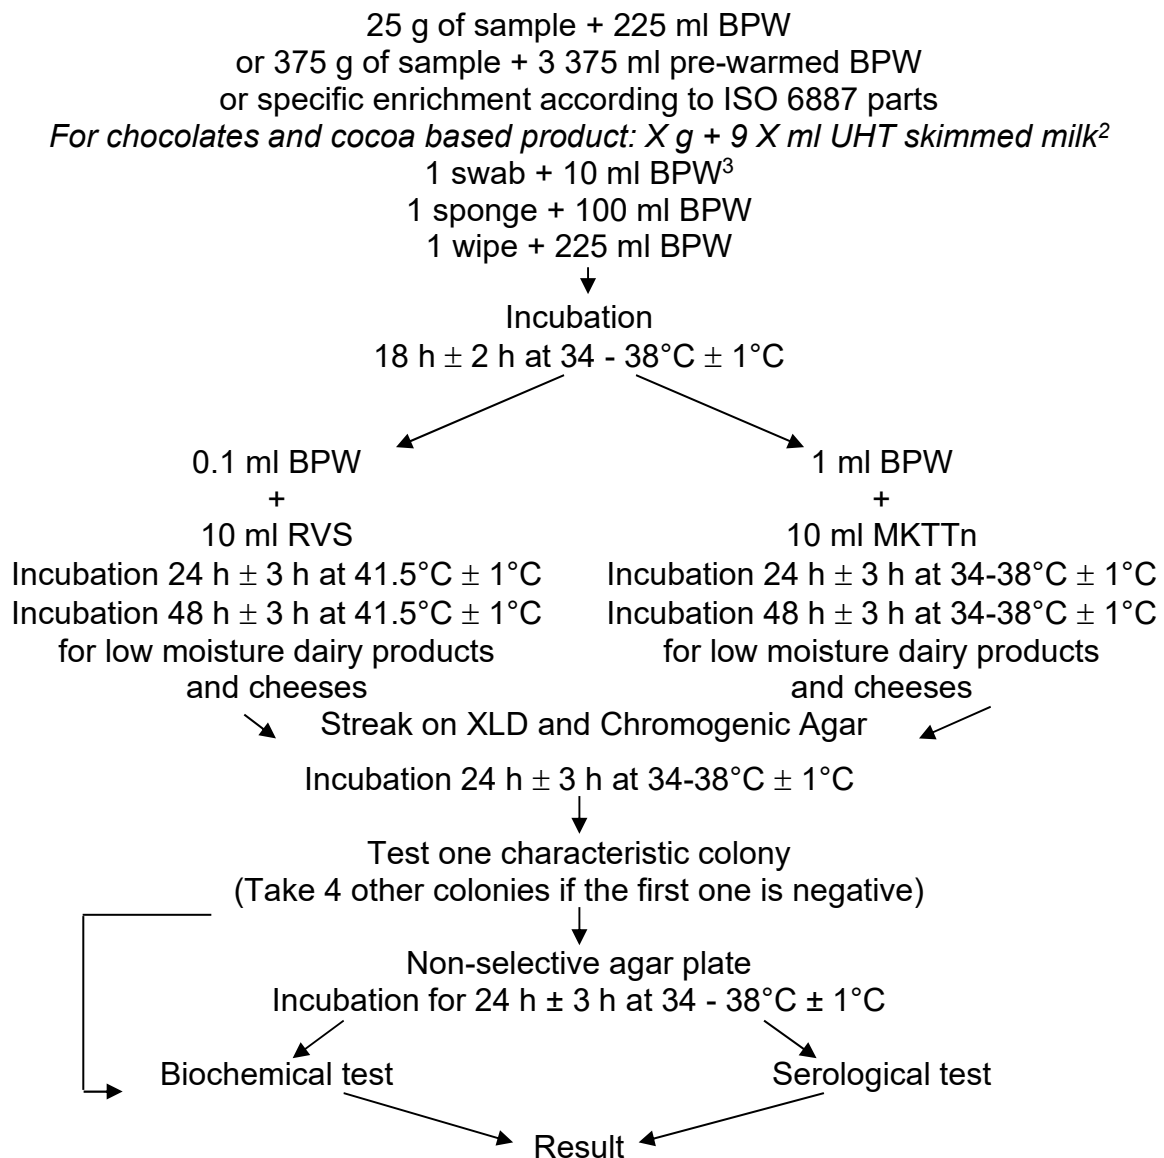 25 g of sample + 225 ml BPW
or 375 g of sample + 3 375 ml pre-warmed BPW
or specific enrichment according to ISO 6887 parts
For chocolates and cocoa based product: X g + 9 X ml UHT skimmed milk²
1 swab + 10 ml BPW³
1 sponge + 100 ml BPW
1 wipe + 225 ml BPW
Incubation
18 h ± 2 h at 34 - 38°C ± 1°C
0.1 ml BPW
+
10 ml RVS
Incubation 24 h ± 3 h at 41.5°C ± 1°C
Incubation 48 h ± 3 h at 41.5°C ± 1°C
for low moisture dairy products
and cheeses
1 ml BPW
+
10 ml MKTTn
Incubation 24 h ± 3 h at 34-38°C ± 1°C
Incubation 48 h ± 3 h at 34-38°C ± 1°C
for low moisture dairy products
and cheeses
Streak on XLD and Chromogenic Agar
Incubation 24 h ± 3 h at 34-38°C ± 1°C
Test one characteristic colony
(Take 4 other colonies if the first one is negative)
Non-selective agar plate
Incubation for 24 h ± 3 h at 34 - 38°C ± 1°C
Biochemical test
Serological test
Result